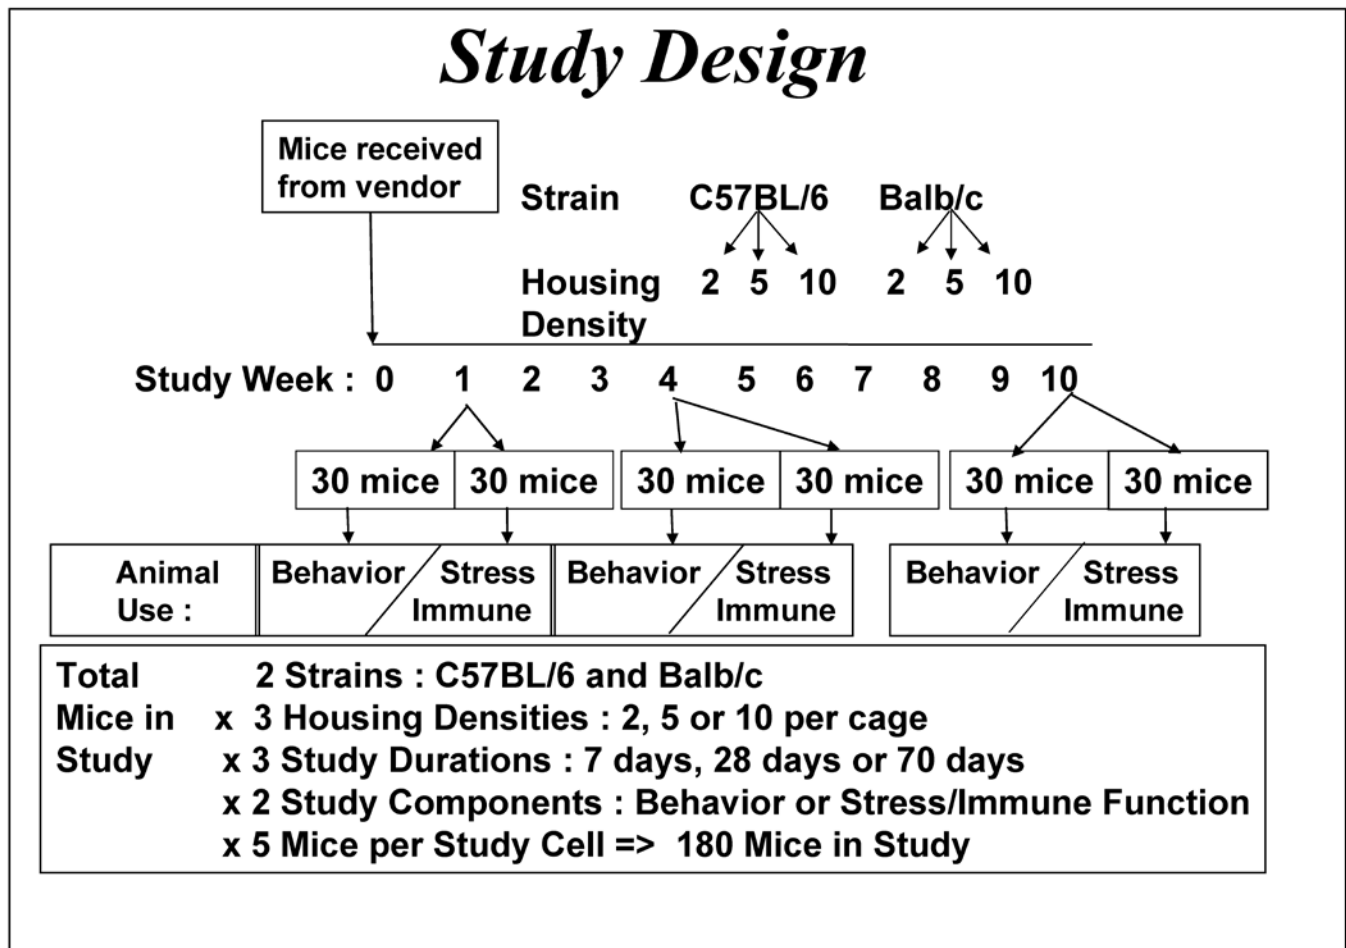 Study Design
Mice received
from vendor
Strain C57BL/6 Balb/c
Housing 2 5 10 2 5 10
Density
Study Week : 0 1 2 3 4 5 6 7 8 9 10
30 mice 30 mice 30 mice 30 mice 30 mice 30 mice
Animal Behavior Stress Behavior Stress Behavior Stress
Use : Immune Immune Immune
Total 2 Strains : C57BL/6 and Balb/c
Mice in x 3 Housing Densities : 2, 5 or 10 per cage
Study x 3 Study Durations : 7 days, 28 days or 70 days
x 2 Study Components : Behavior or Stress/Immune Function
x 5 Mice per Study Cell => 180 Mice in Study